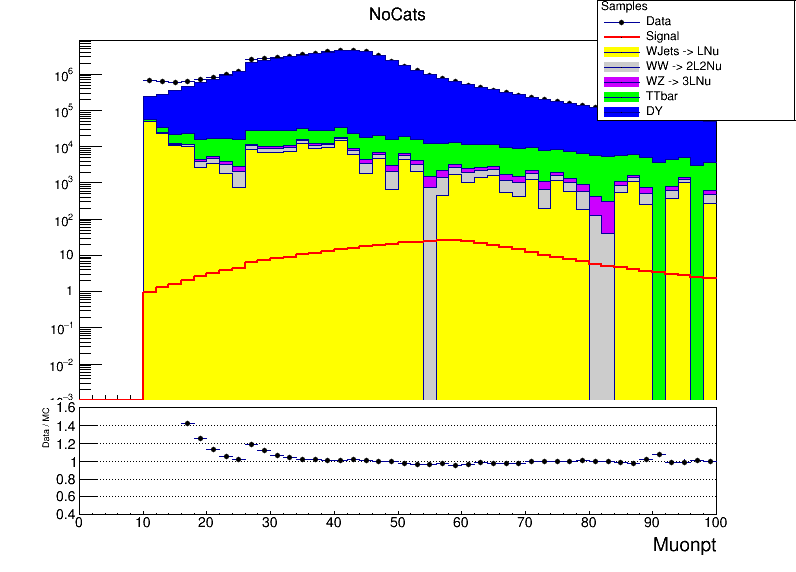 NoCats
Samples
Data
Signal
WJets -> LNu
WW -> 2L2Nu
WZ -> 3LNu
TTbar
DY
10^6
10^5
10^4
10^3
10^2
10
1
10^-1
10^-2
-3
Data / MC
1.6
1.4
1.2
1
0.8
0.6
0.4
0 10 20 30 40 50 60 70 80 90 100
Muonpt